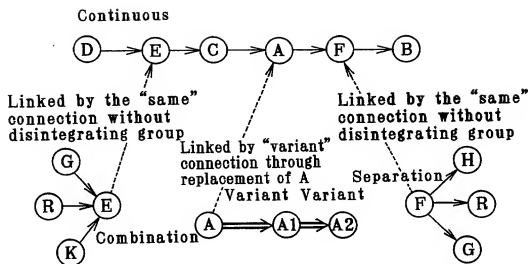 Continuous
D E C A F B
Linked by the “same”
connection without
disintegrating group
Linked by the “same”
connection without
disintegrating group
Linked by “variant”
connection through
replacement of A
G
R E
K
Combination
Variant Variant
A A1 A2
Separation
H
F R
G